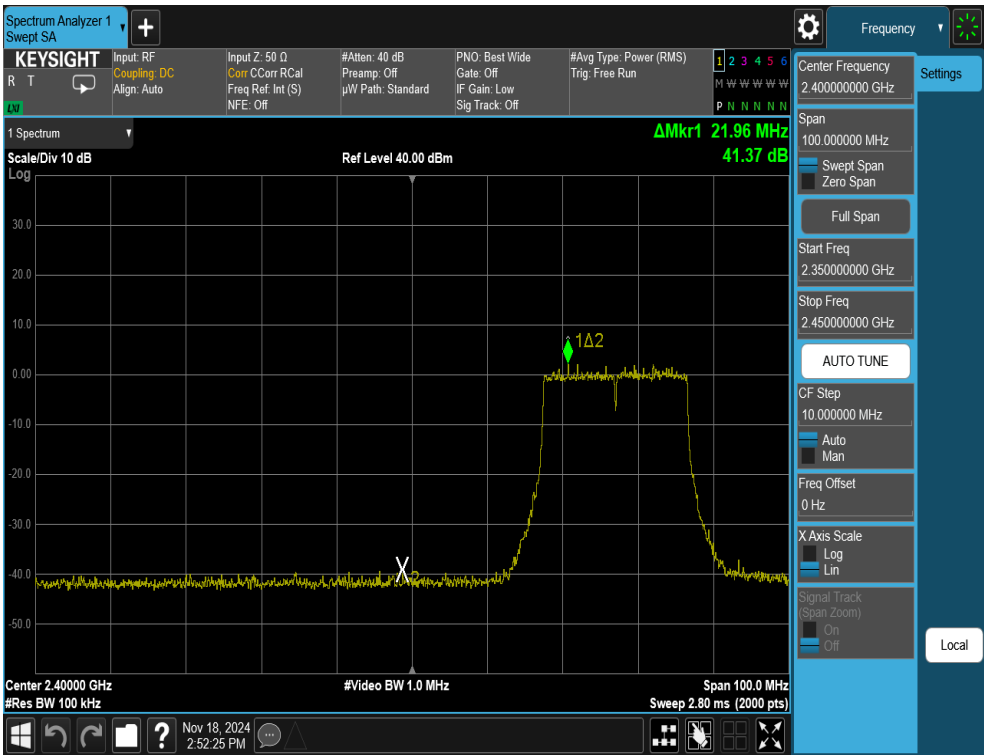 Spectrum Analyzer 1
Swept SA
+
Frequency
KEYSIGHT
R T
LXI
Input: RF
Coupling: DC
Align: Auto
Input Z: 50 Ω
Corr CCorr RCal
Freq Ref: Int (S)
NFE: Off
#Atten: 40 dB
Preamp: Off
µW Path: Standard
PNO: Best Wide
Gate: Off
IF Gain: Low
Sig Track: Off
#Avg Type: Power (RMS)
Trig: Free Run
1 2 3 4 5 6
M W W W W W
P N N N N N
1 Spectrum
ΔMkr1 21.96 MHz
41.37 dB
Scale/Div 10 dB
Ref Level 40.00 dBm
Log
30.0
20.0
10.0
0.00
-10.0
-20.0
-30.0
-40.0
-50.0
1Δ2
X2
Center 2.40000 GHz
#Video BW 1.0 MHz
Span 100.0 MHz
#Res BW 100 kHz
Sweep 2.80 ms (2000 pts)
Center Frequency
2.400000000 GHz
Settings
Span
100.000000 MHz
Swept Span
Zero Span
Full Span
Start Freq
2.350000000 GHz
Stop Freq
2.450000000 GHz
AUTO TUNE
CF Step
10.000000 MHz
Auto
Man
Freq Offset
0 Hz
X Axis Scale
Log
Lin
Signal Track
(Span Zoom)
On
Off
Local
?
Nov 18, 2024
2:52:25 PM